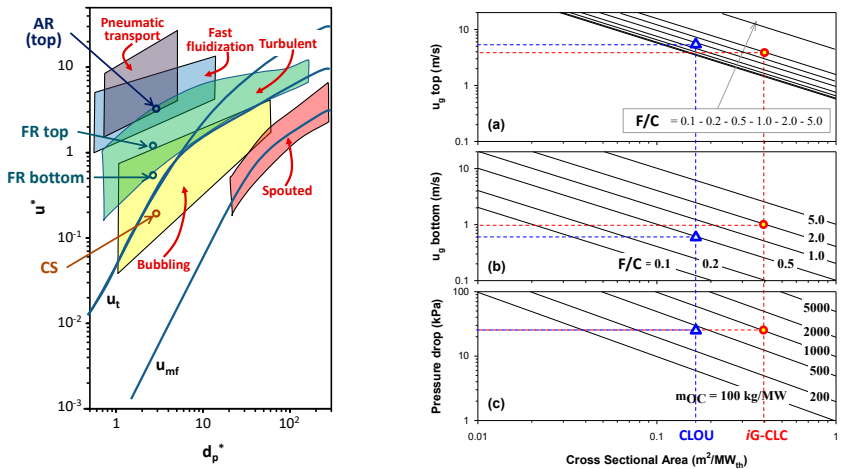 AR
(top)
Pneumatic
transport
Fast
fluidization
Turbulent
FR top
FR bottom
CS
Spouted
Bubbling
u_t
u_mf
u*
10²
10
1
10⁻¹
10⁻²
10⁻³
1
10
10²
d_p*
u_g top (m/s)
10
1
0.1
(a)
F/C = 0.1 - 0.2 - 0.5 - 1.0 - 2.0 - 5.0
u_g bottom (m/s)
10
1
0.1
(b)
F/C = 0.1
0.2
0.5
5.0
2.0
1.0
Pressure drop (kPa)
100
10
1
(c)
m_OC = 100 kg/MW
5000
2000
1000
500
200
0.01
0.1
1
CLOU
iG-CLC
Cross Sectional Area (m²/MW_th)